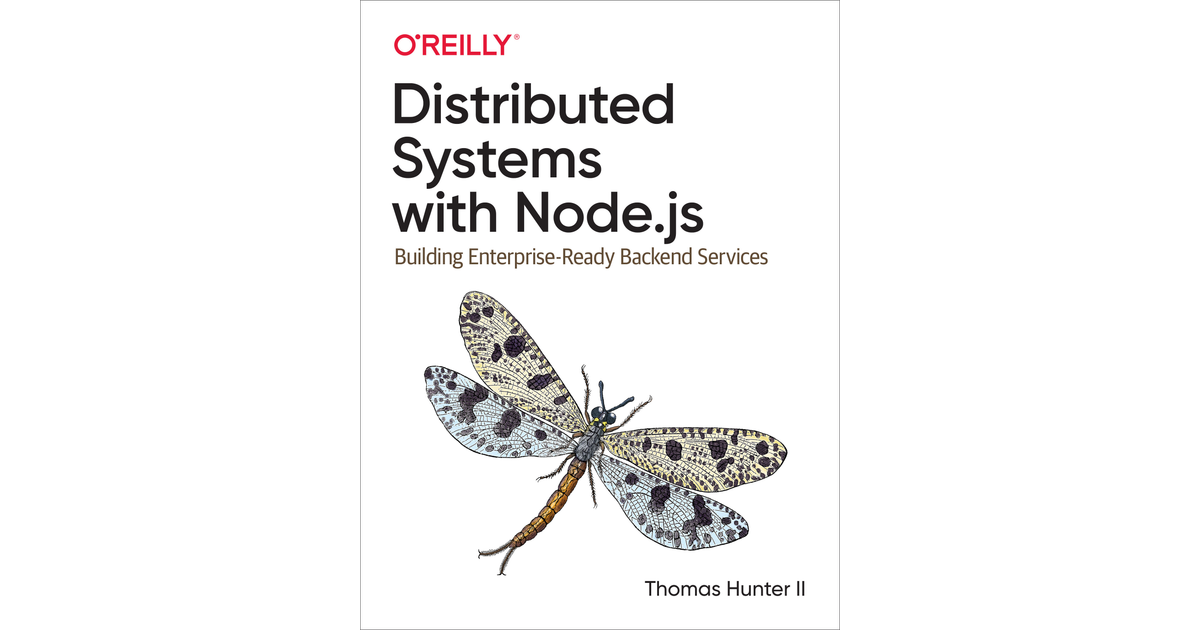 O'REILLY®
Distributed
Systems
with Node.js
Building Enterprise-Ready Backend Services
Thomas Hunter II